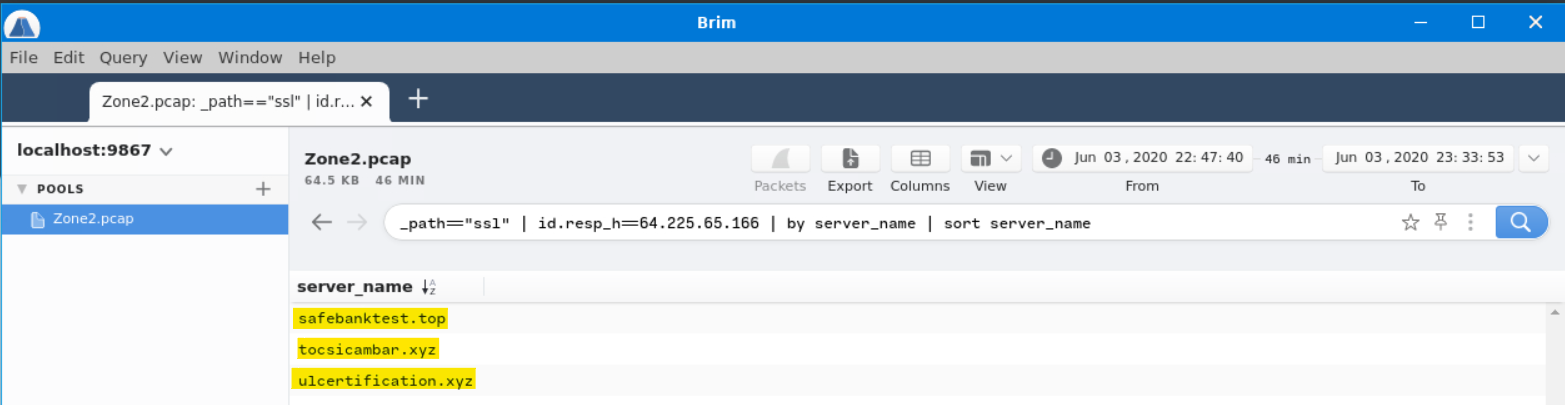 Brim
File Edit Query View Window Help
Zone2.pcap: _path=="ssl" | id.r...
localhost:9867
POOLS
Zone2.pcap
Zone2.pcap
64.5 KB 46 MIN
Packets Export Columns View
Jun 03, 2020 22:47:40 46 min Jun 03, 2020 23:33:53
From To
_path=="ssl" | id.resp_h==64.225.65.166 | by server_name | sort server_name
server_name
safebanktest.top
tocsicambar.xyz
ulcertification.xyz